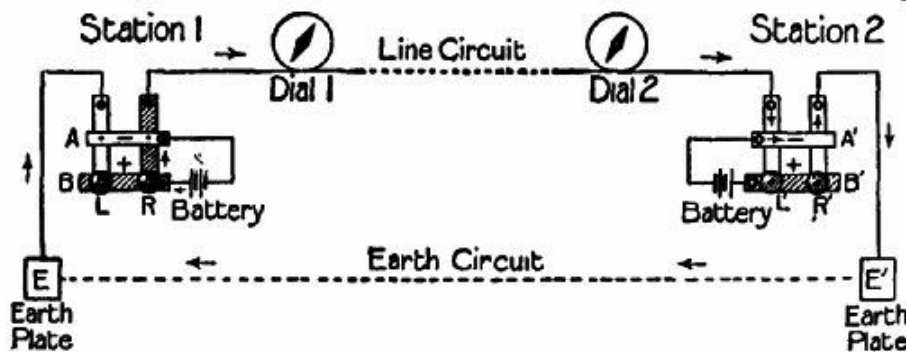 Station 1
Station 2
Line Circuit
Dial 1
Dial 2
A
−
+
B
L
R
Battery
A'
+
B'
Battery
L'
R'
Earth Circuit
E
E'
Earth
Plate
Earth
Plate